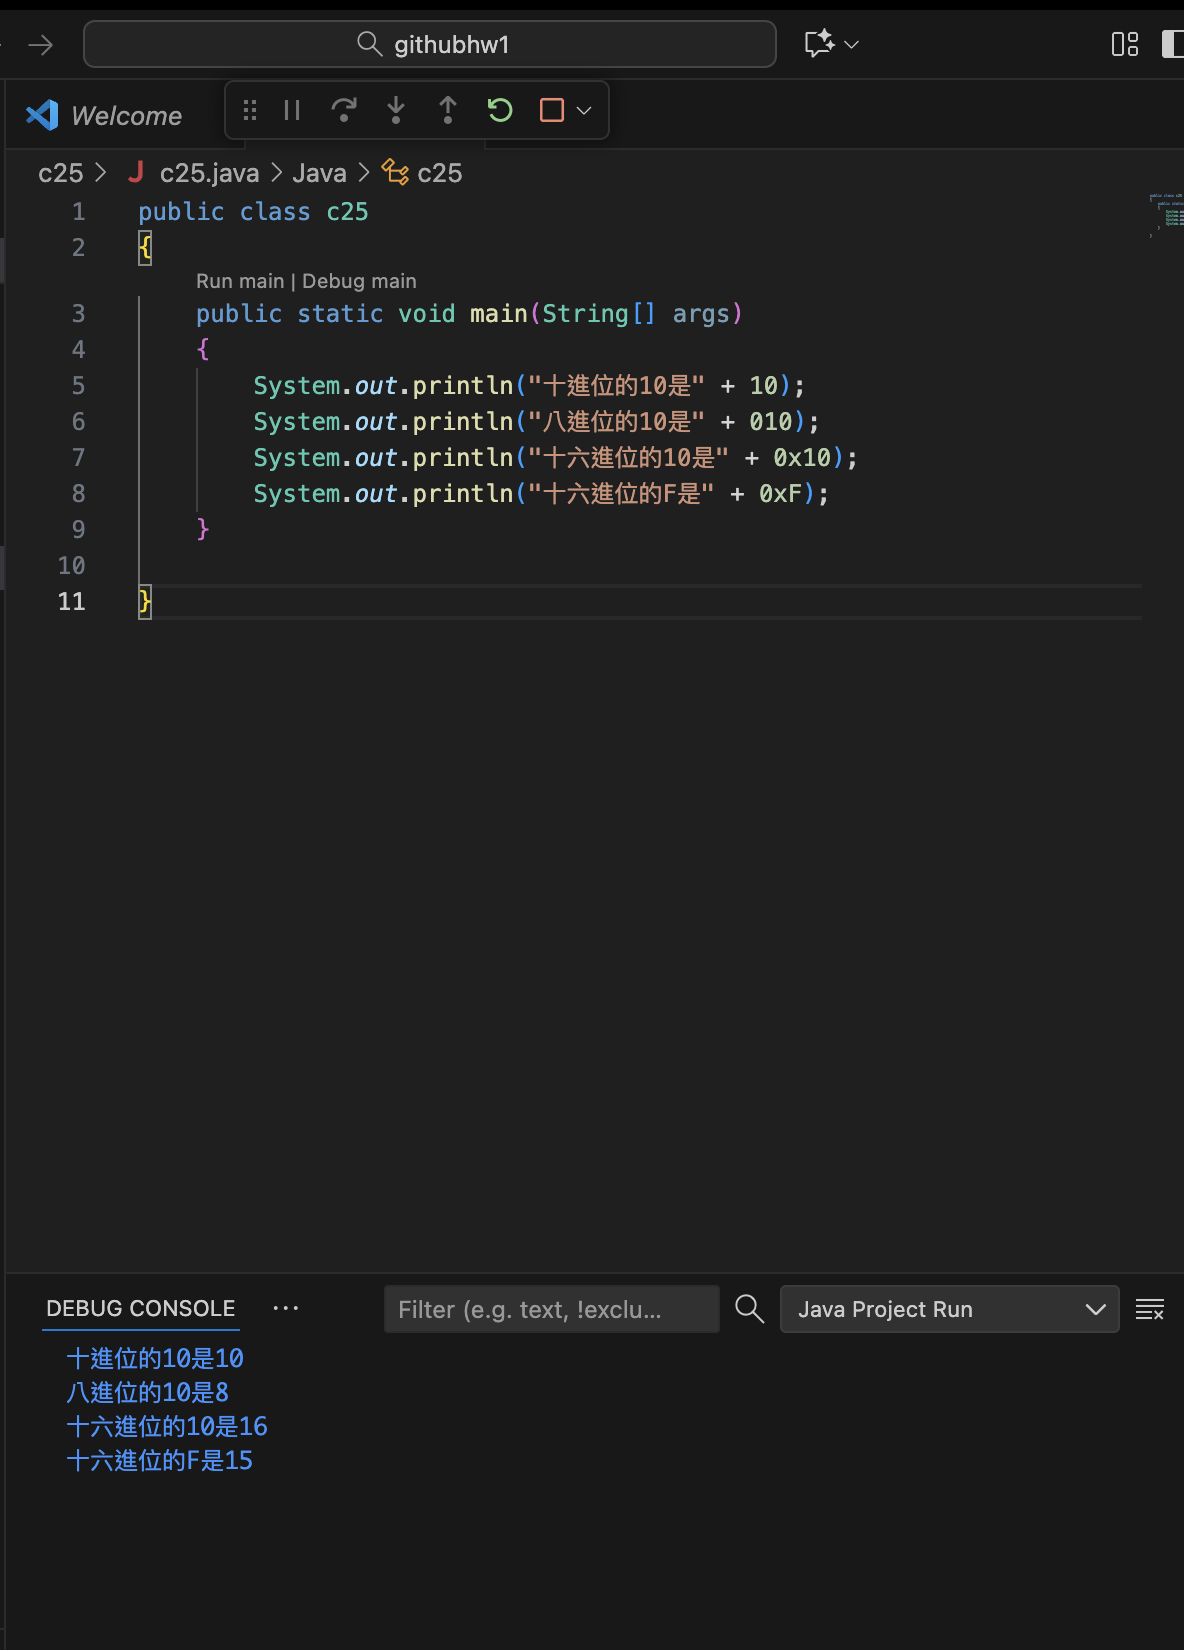 githubhw1
Welcome
c25 > J c25.java > Java > c25
1 public class c25
2 {
Run main | Debug main
3 public static void main(String[] args)
4 {
5 System.out.println("十進位的10是" + 10);
6 System.out.println("八進位的10是" + 010);
7 System.out.println("十六進位的10是" + 0x10);
8 System.out.println("十六進位的F是" + 0xF);
9 }
10
11 }
DEBUG CONSOLE ··· Filter (e.g. text, !exclu... Java Project Run
十進位的10是10
八進位的10是8
十六進位的10是16
十六進位的F是15